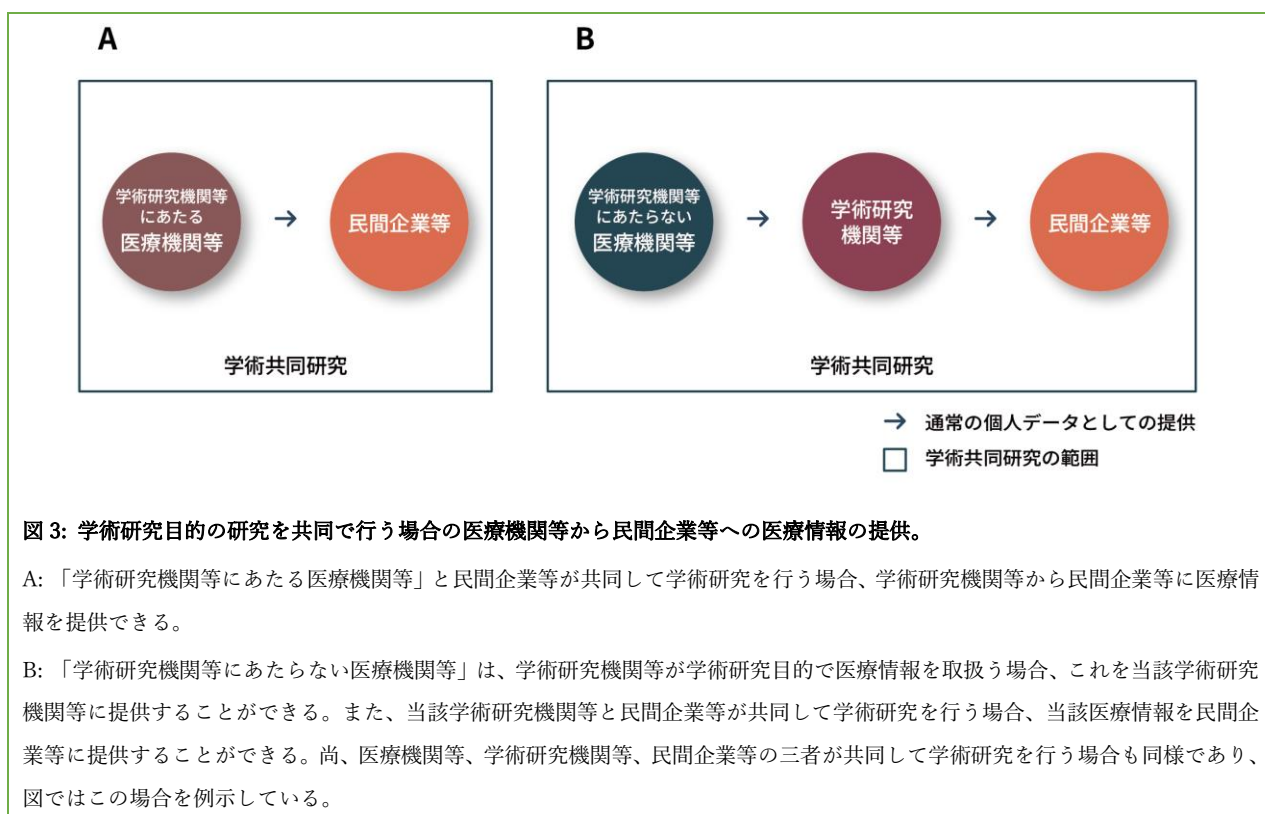 A
B
学術研究機関等
にあたる
医療機関等
→
民間企業等
学術研究機関等
にあたらない
医療機関等
→
学術研究
機関等
→
民間企業等
学術共同研究
学術共同研究
→ 通常の個人データとしての提供
学術共同研究の範囲
図 3: 学術研究目的の研究を共同で行う場合の医療機関等から民間企業等への医療情報の提供。
A: 「学術研究機関等にあたる医療機関等」と民間企業等が共同して学術研究を行う場合、学術研究機関等から民間企業等に医療情
報を提供できる。
B: 「学術研究機関等にあたらない医療機関等」は、学術研究機関等が学術研究目的で医療情報を取扱う場合、これを当該学術研究
機関等に提供することができる。また、当該学術研究機関等と民間企業等が共同して学術研究を行う場合、当該医療情報を民間企
業等に提供することができる。尚、医療機関等、学術研究機関等、民間企業等の三者が共同して学術研究を行う場合も同様であり、
図ではこの場合を例示している。